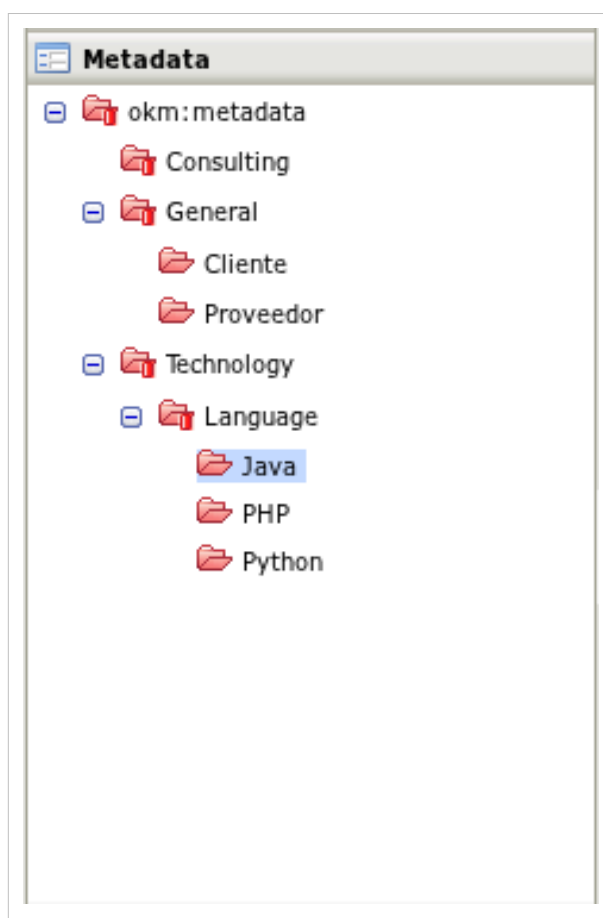 Metadata
okm:metadata
Consulting
General
Cliente
Proveedor
Technology
Language
Java
PHP
Python